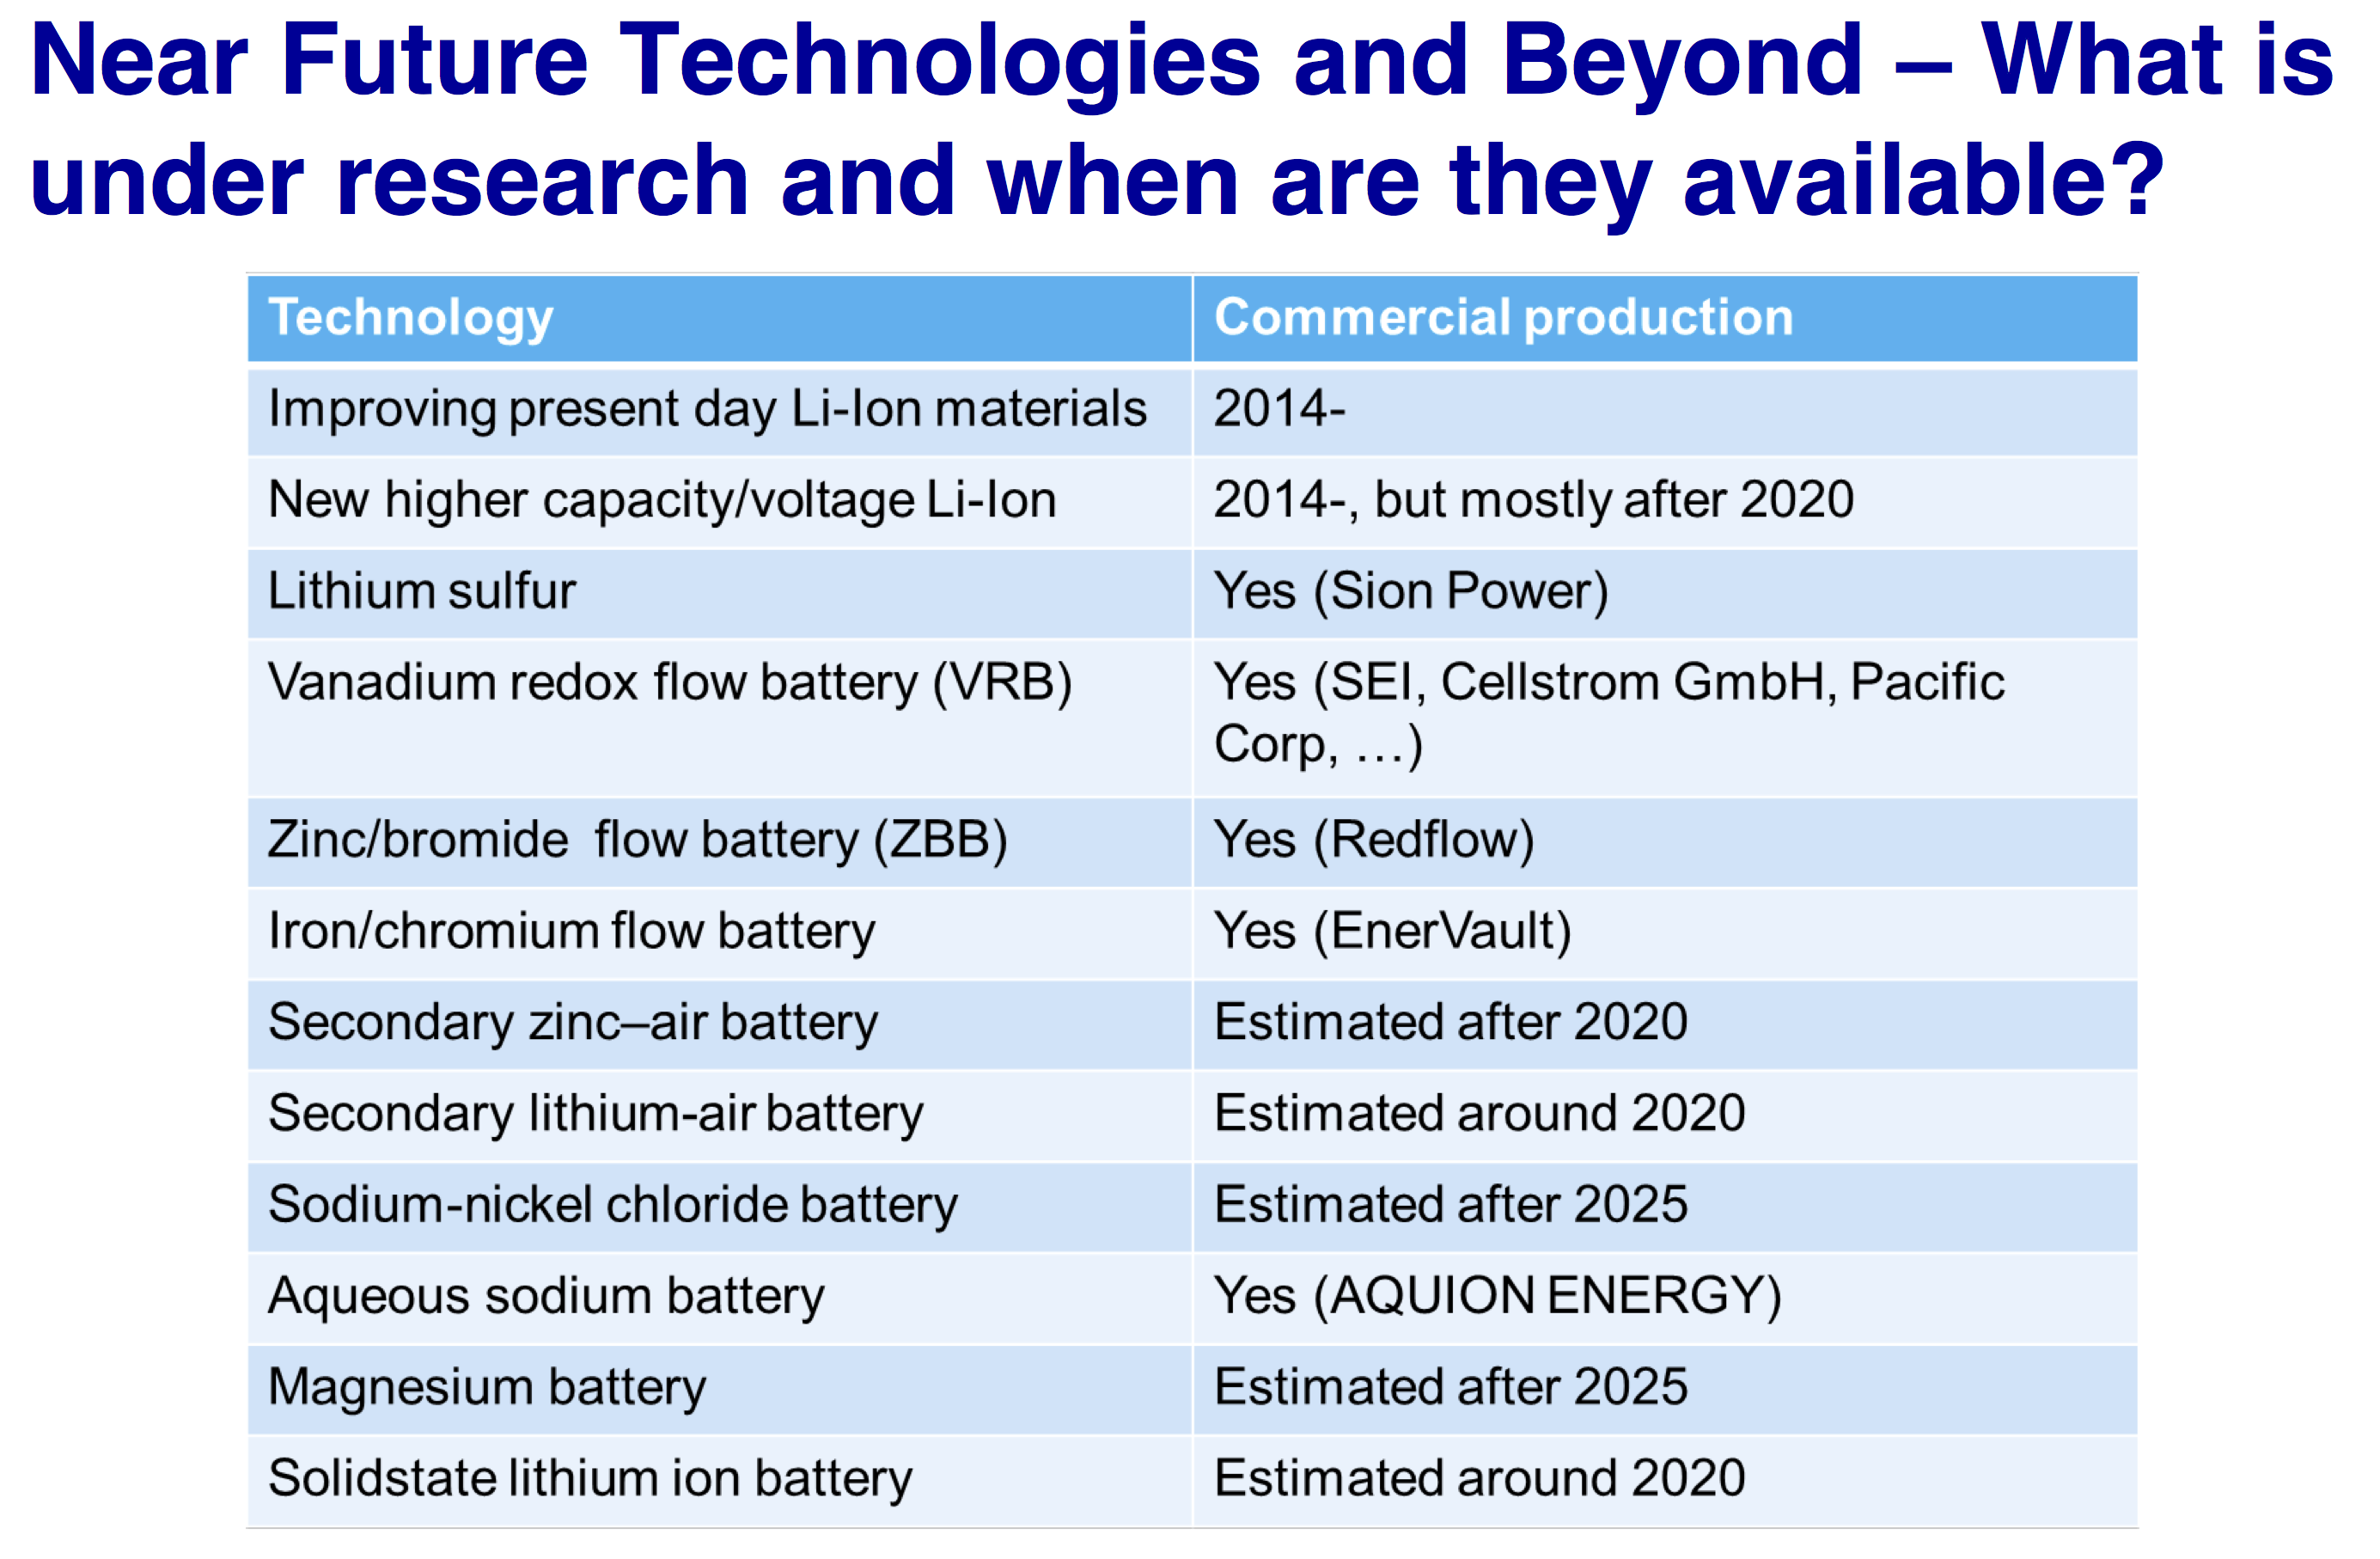 Near Future Technologies and Beyond – What is
under research and when are they available?
Technology Commercial production
Improving present day Li-Ion materials 2014-
New higher capacity/voltage Li-Ion 2014-, but mostly after 2020
Lithium sulfur Yes (Sion Power)
Vanadium redox flow battery (VRB) Yes (SEI, Cellstrom GmbH, Pacific
Corp, …)
Zinc/bromide flow battery (ZBB) Yes (Redflow)
Iron/chromium flow battery Yes (EnerVault)
Secondary zinc–air battery Estimated after 2020
Secondary lithium-air battery Estimated around 2020
Sodium-nickel chloride battery Estimated after 2025
Aqueous sodium battery Yes (AQUION ENERGY)
Magnesium battery Estimated after 2025
Solidstate lithium ion battery Estimated around 2020